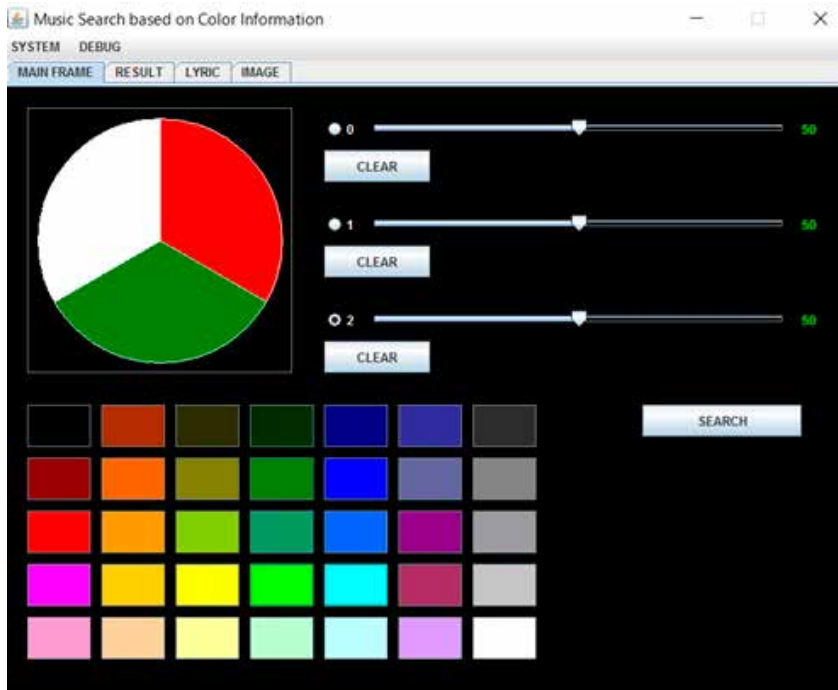 Music Search based on Color Information
SYSTEM DEBUG
MAIN FRAME RESULT LYRIC IMAGE
0 50
CLEAR
1 50
CLEAR
2 50
CLEAR
SEARCH